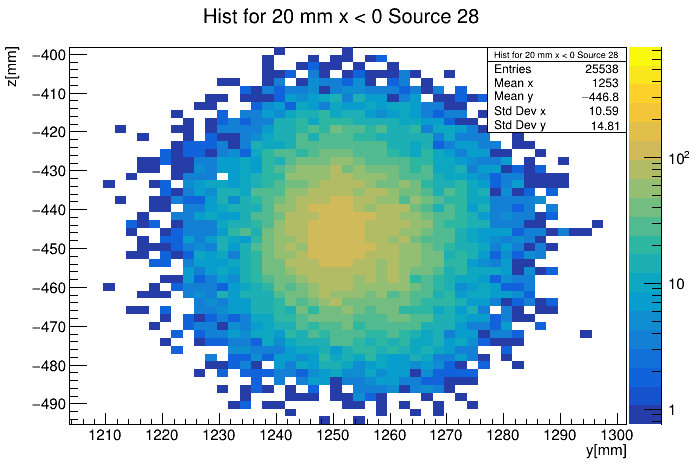 Hist for 20 mm x < 0 Source 28
z[mm]
Hist for 20 mm x < 0 Source 28
Entries 25538
Mean x 1253
Mean y −446.8
Std Dev x 10.59
Std Dev y 14.81
−400
−410
−420
−430
−440
−450
−460
−470
−480
−490
10²
10
1
1210 1220 1230 1240 1250 1260 1270 1280 1290 1300
y[mm]